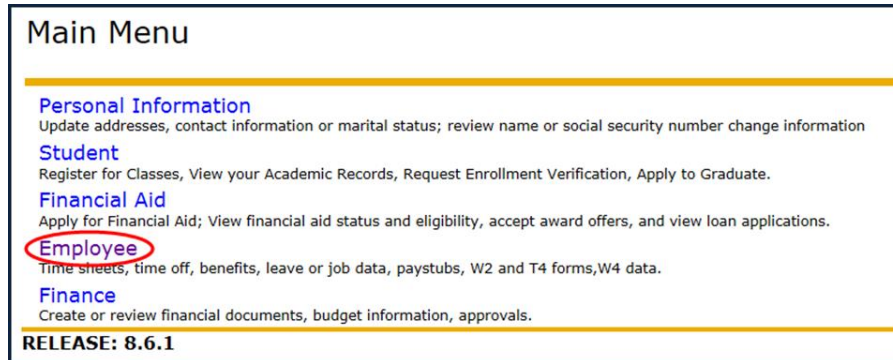 Main Menu
Personal Information
Update addresses, contact information or marital status; review name or social security number change information
Student
Register for Classes, View your Academic Records, Request Enrollment Verification, Apply to Graduate.
Financial Aid
Apply for Financial Aid; View financial aid status and eligibility, accept award offers, and view loan applications.
Employee
Time sheets, time off, benefits, leave or job data, paystubs, W2 and T4 forms,W4 data.
Finance
Create or review financial documents, budget information, approvals.
RELEASE: 8.6.1